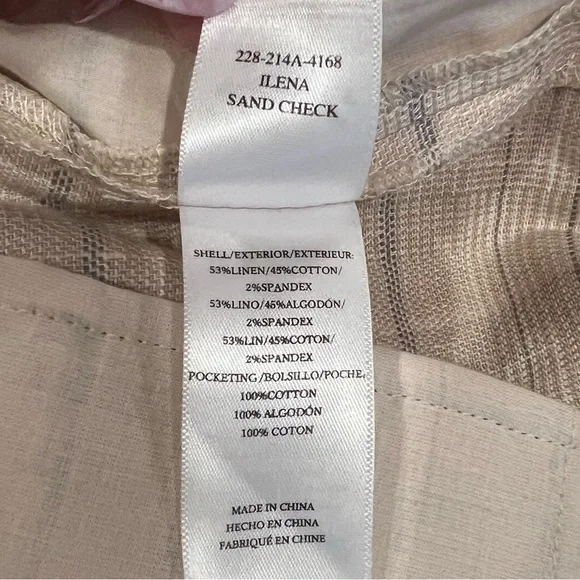 228-214A-4168
ILENA
SAND CHECK
SHELL/EXTERIOR/EXTERIEUR:
53%LINEN/45%COTTON/
2%SPANDEX
53%LINO/45%ALGODÓN/
2%SPANDEX
53%LIN/45%COTON/
2%SPANDEX
POCKETING/BOLSILLO/POCHE,
100%COTTON
100% ALGODÓN
100% COTON
MADE IN CHINA
HECHO EN CHINA
FABRIQUÉ EN CHINE